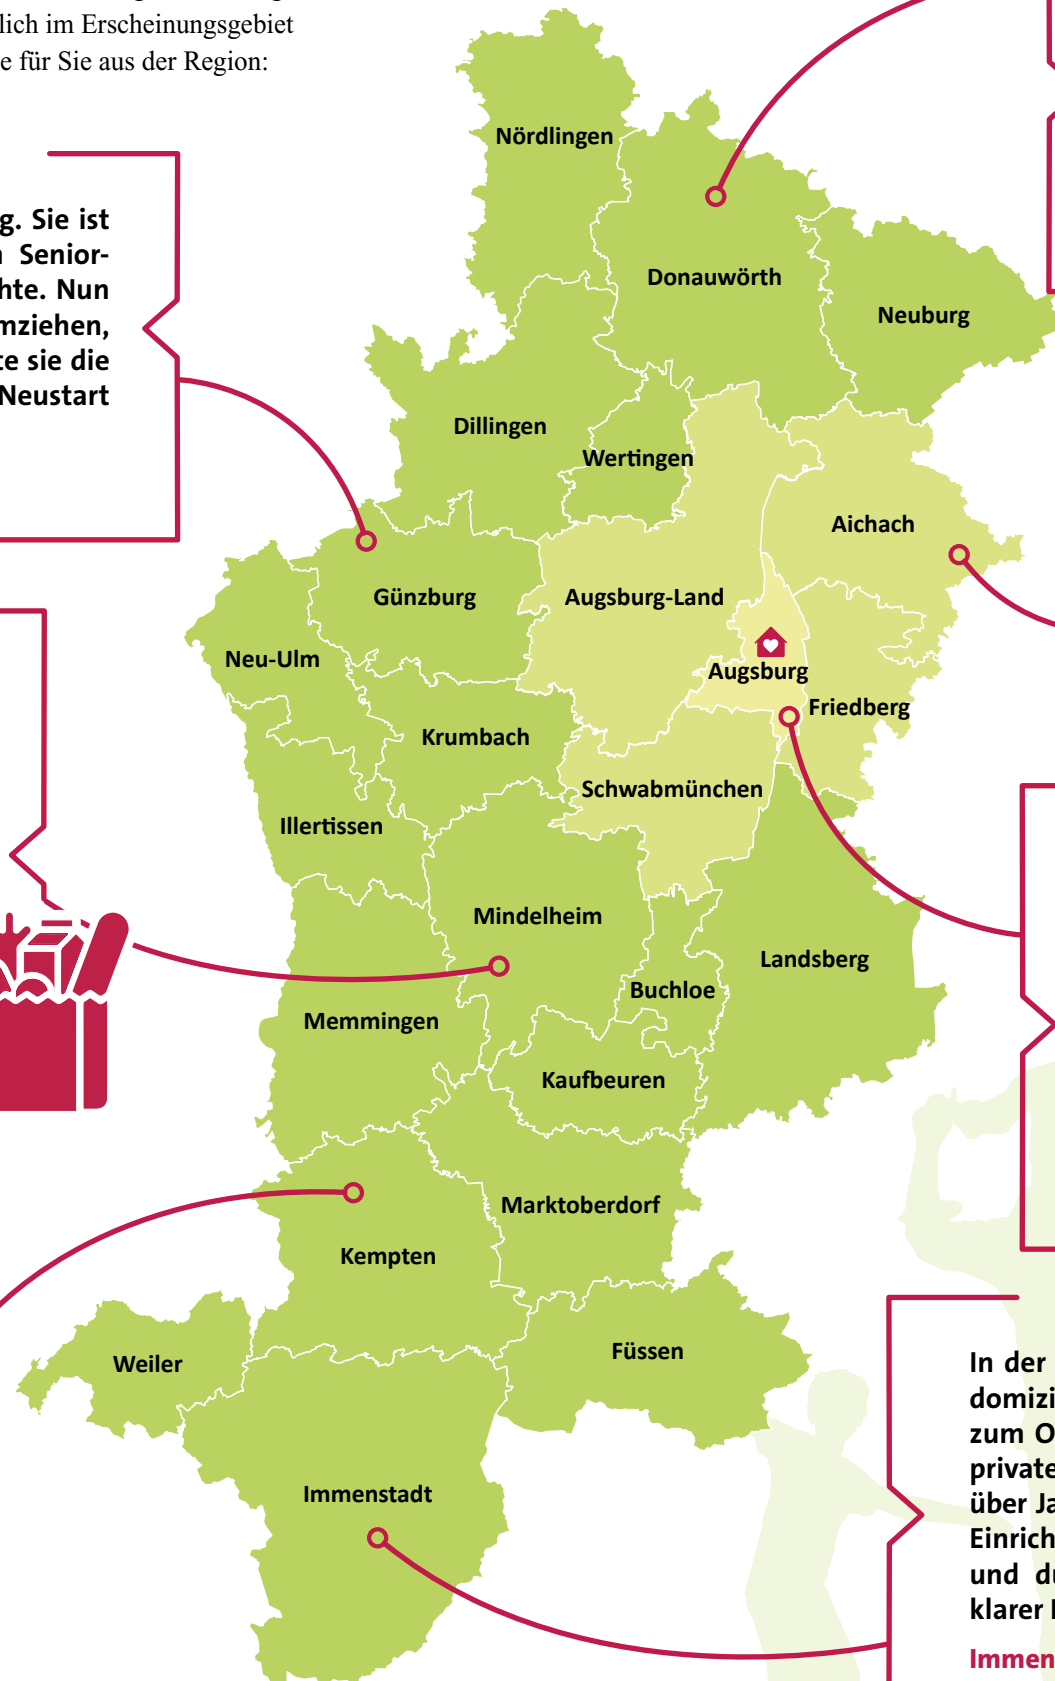 lich im Erscheinungsgebiet
e für Sie aus der Region:
g. Sie ist
Senior-
hte. Nun
mziehen,
te sie die
Neustart
Nördlingen
Donauwörth
Neuburg
Dillingen
Wertingen
Aichach
Günzburg
Augsburg-Land
Neu-Ulm
Augsburg
Friedberg
Krumbach
Schwabmünchen
Illertissen
Mindelheim
Landsberg
Buchloe
Memmingen
Kaufbeuren
Marktoberdorf
Kempten
Füssen
Weiler
Immenstadt
In der
domizi
zum O
private
über Ja
Einrich
und du
klarer
Immen